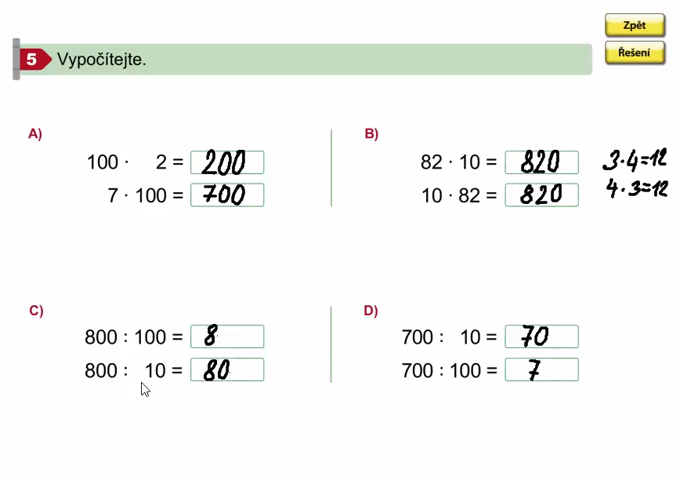 Zpět
Řešení
5 Vypočítejte.
A)
100 · 2 = 200
7 · 100 = 700
B)
82 · 10 = 820 3·4=12
10 · 82 = 820 4·3=12
C)
800 : 100 = 8
800 : 10 = 80
D)
700 : 10 = 70
700 : 100 = 7